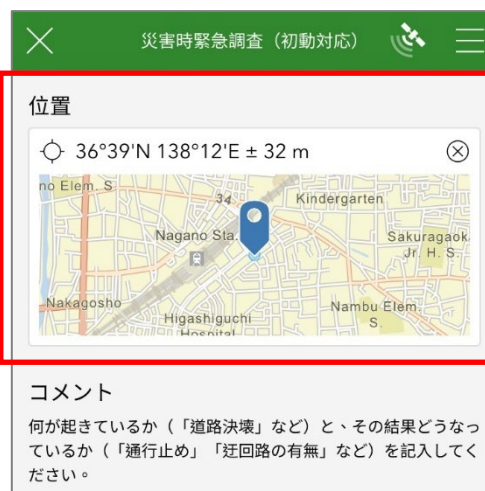 災害時緊急調査（初動対応）
位置
36°39'N 138°12'E ± 32 m
no Elem. S
34
Kindergarten
Nagano Sta.
Sakuragaok
Jr. H. S.
Nakagosho
Higashiguchi
Hospital
Nambu Elem.
S.
コメント
何が起きているか（「道路決壊」など）と、その結果どうなっ
ているか（「通行止め」「迂回路の有無」など）を記入してく
ださい。